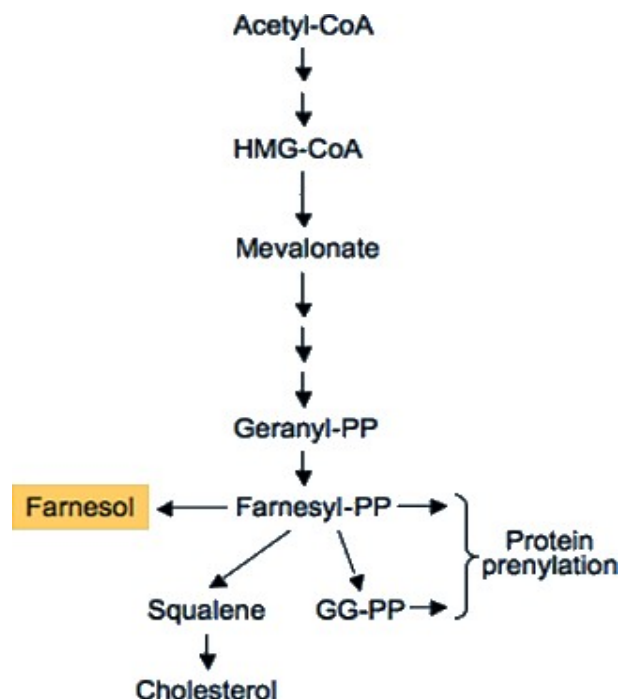 Acetyl-CoA
HMG-CoA
Mevalonate
Geranyl-PP
Farnesol
Farnesyl-PP
Protein
prenylation
Squalene
GG-PP
Cholesterol